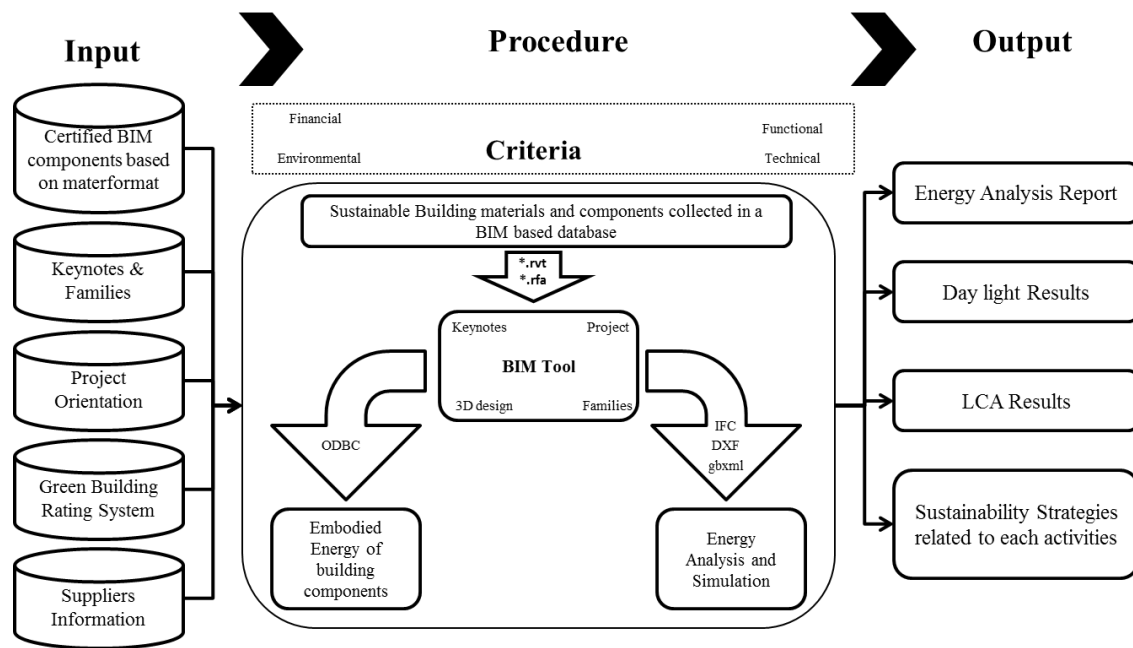 Input
Procedure
Output
Certified BIM
components based
on materformat
Keynotes &
Families
Project
Orientation
Green Building
Rating System
Suppliers
Information
Financial
Functional
Criteria
Environmental
Technical
Sustainable Building materials and components collected in a
BIM based database
*.rvt
*.rfa
Keynotes
Project
BIM Tool
3D design
Families
ODBC
IFC
DXF
gbxml
Embodied
Energy of
building
components
Energy
Analysis and
Simulation
Energy Analysis Report
Day light Results
LCA Results
Sustainability Strategies
related to each activities